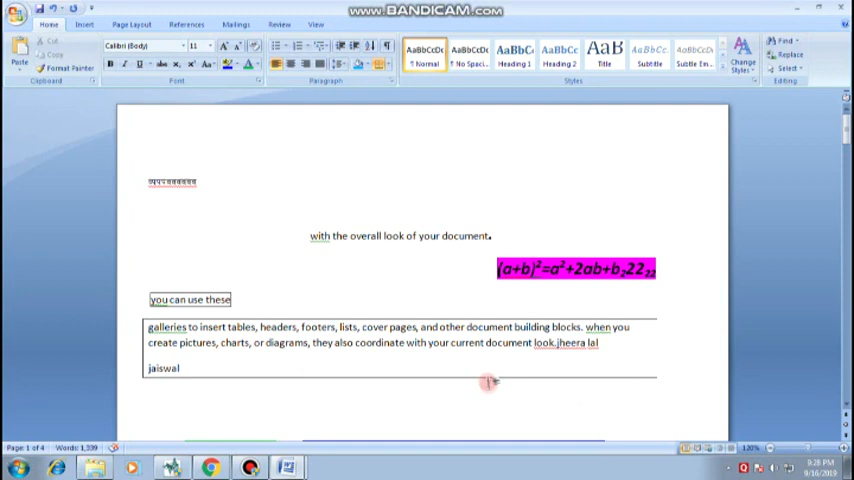 www.BANDICAM.com
Home Insert Page Layout References Mailings Review View
Cut
Copy
Format Painter
Paste
Clipboard
Calibri (Body) 11
Font
Paragraph
AaBbCcDc AaBbCcDc AaBbC AaBbCc AaB AaBbCc. AaBbCcDc
¶ Normal ¶ No Spaci... Heading 1 Heading 2 Title Subtitle Subtle Em...
Styles
Change
Styles
Find
Replace
Select
Editing
with the overall look of your document.
(a+b)²=a²+2ab+b₂22₂₂
you can use these
galleries to insert tables, headers, footers, lists, cover pages, and other document building blocks. when you
create pictures, charts, or diagrams, they also coordinate with your current document look.jheera lal
jaiswal
Page: 1 of 4 Words: 1,339
120%
9:28 PM
9/16/2019